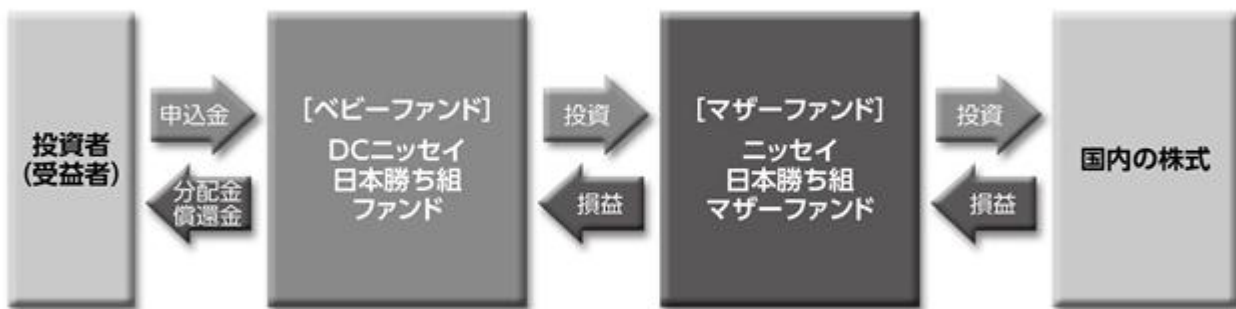 投資者
(受益者)
申込金
分配金
償還金
[ベビーファンド]
DCニッセイ
日本勝ち組
ファンド
投資
損益
[マザーファンド]
ニッセイ
日本勝ち組
マザーファンド
投資
損益
国内の株式